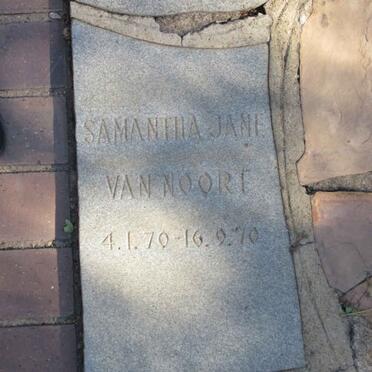 SAMANTHA JANE
VAN NOORT
4.1.70-16.9.70